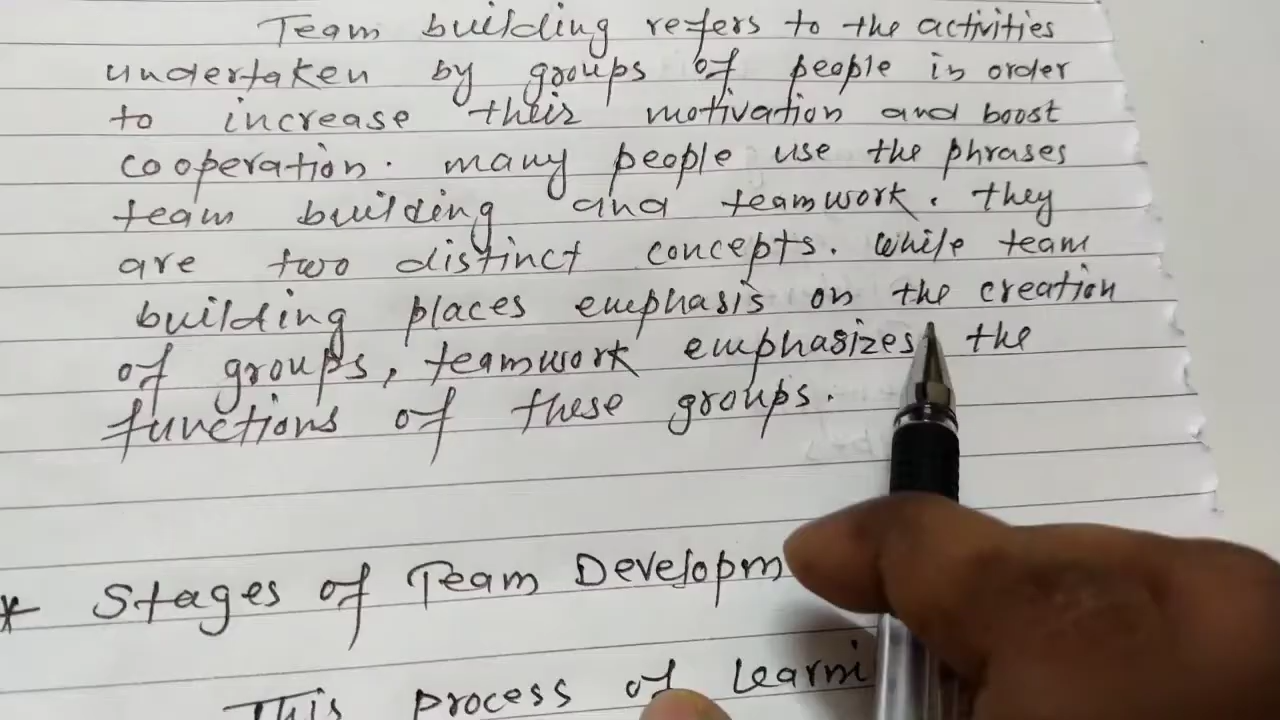 Team building refers to the activities
undertaken by groups of people in order
to increase their motivation and boost
cooperation. many people use the phrases
team building and teamwork. they
are two distinct concepts. while team
building places emphasis on the creation
of groups, teamwork emphasizes the
functions of these groups.
* Stages of Team Developm
This process of Learni